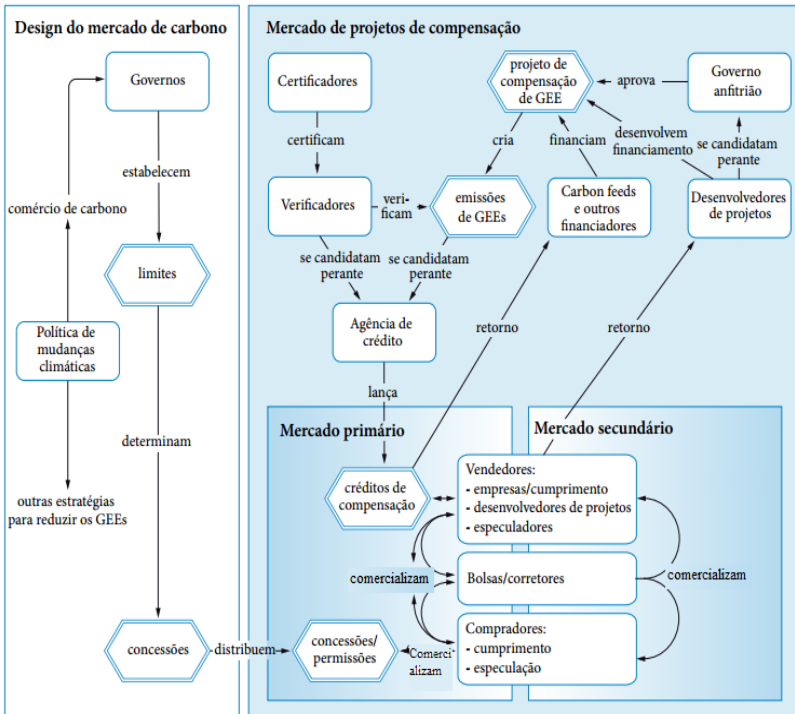 Design do mercado de carbono
Governos
estabelecem
comércio de carbono
limites
Política de
mudanças
climáticas
determinam
outras estratégias
para reduzir os GEEs
concessões
distribuem
Mercado de projetos de compensação
Certificadores
certificam
Verificadores
veri-
ficam
projeto de
compensação
de GEE
cria
emissões
de GEEs
aprova
Governo
anfitrião
desenvolvem
financiamento
se candidatam
perante
financiam
Carbon feeds
e outros
financiadores
Desenvolvedores
de projetos
se candidatam
perante
se candidatam
perante
Agência de
crédito
retorno
retorno
lança
Mercado primário
Mercado secundário
créditos de
compensação
Vendedores:
- empresas/cumprimento
- desenvolvedores de projetos
- especuladores
comercializam
Bolsas/corretores
comercializam
concessões/
permissões
Comerci
alizam
Compradores:
- cumprimento
- especulação